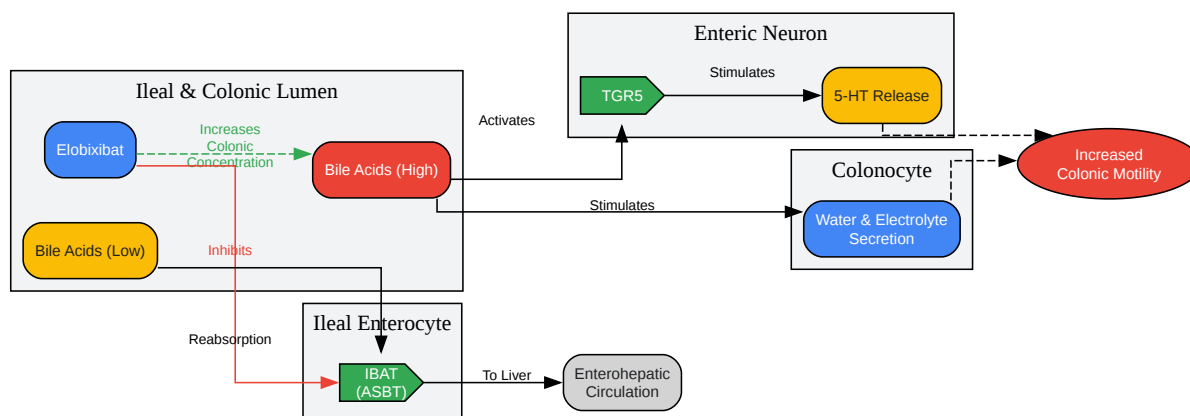 Enteric Neuron
Stimulates
TGR5
5-HT Release
Activates
Ileal & Colonic Lumen
Elobixibat
Increases
Colonic
Concentration
Bile Acids (High)
Bile Acids (Low)
Inhibits
Stimulates
Colonocyte
Water & Electrolyte
Secretion
Increased
Colonic Motility
Reabsorption
Ileal Enterocyte
IBAT
(ASBT)
To Liver
Enterohepatic
Circulation